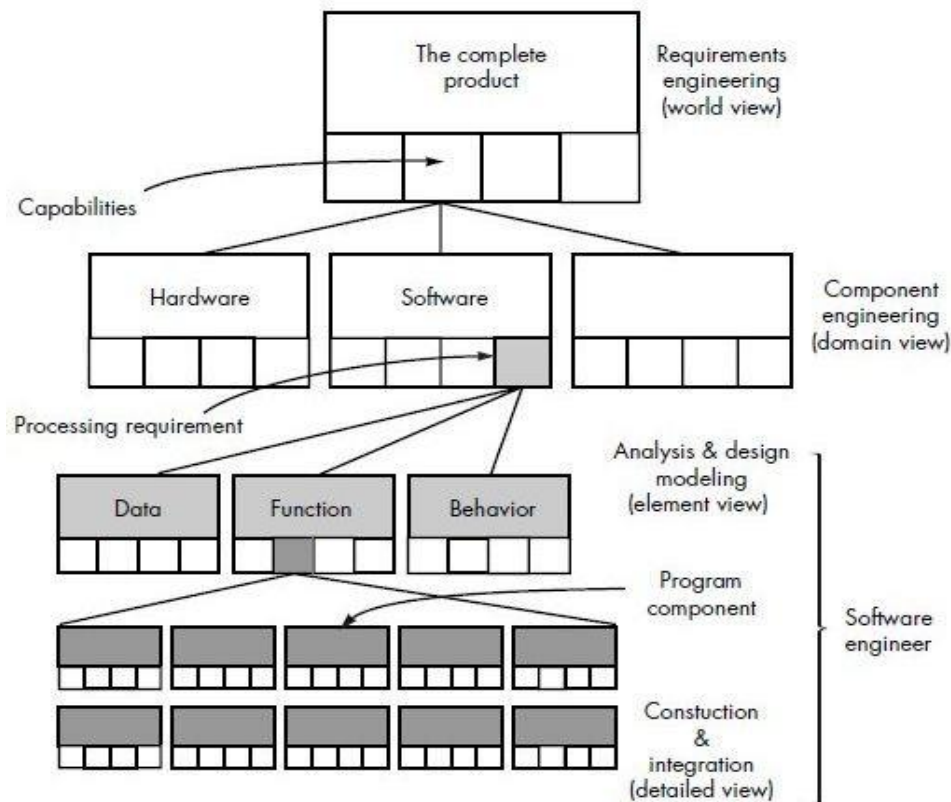 The complete
product
Requirements
engineering
(world view)
Capabilities
Hardware
Software
Component
engineering
(domain view)
Processing requirement
Analysis & design
modeling
(element view)
Data
Function
Behavior
Program
component
Software
engineer
Constuction
&
integration
(detailed view)